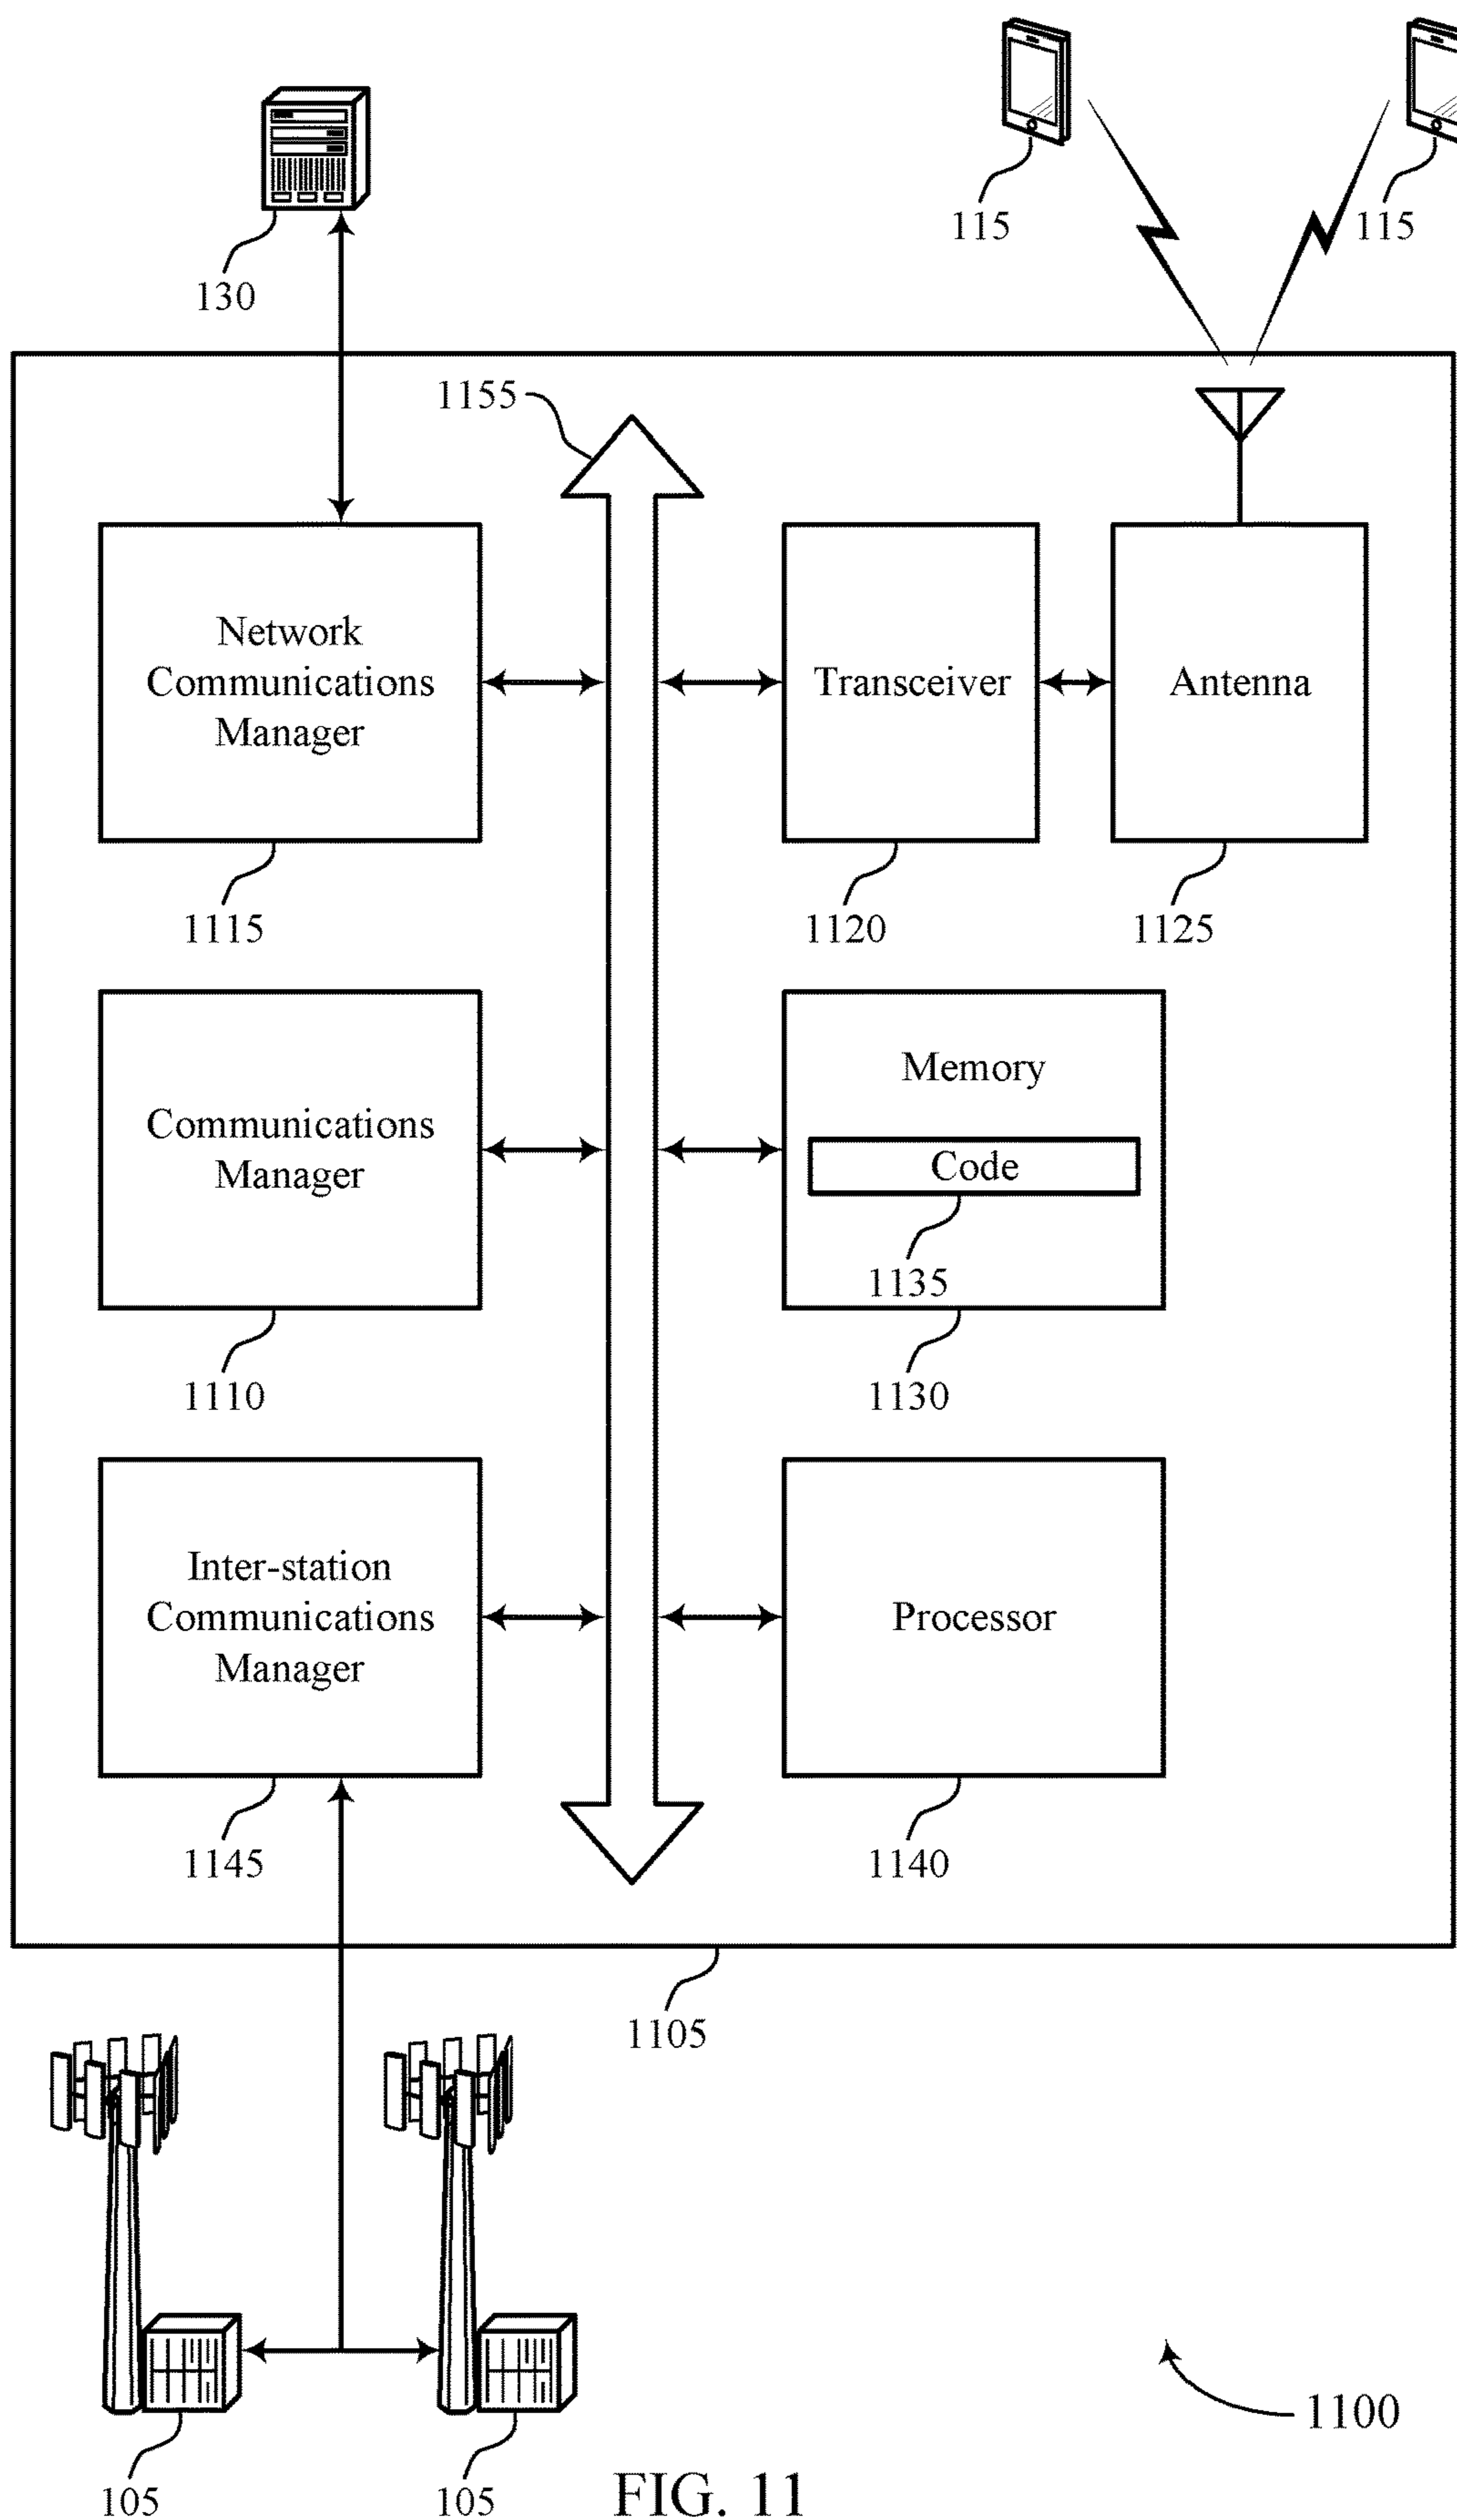 115
115
130
1155
Network
Communications
Manager
Transceiver
Antenna
1115
1120
1125
Communications
Manager
Memory
Code
1135
1110
1130
Inter-station
Communications
Manager
Processor
1145
1140
1105
1100
105
105
FIG. 11